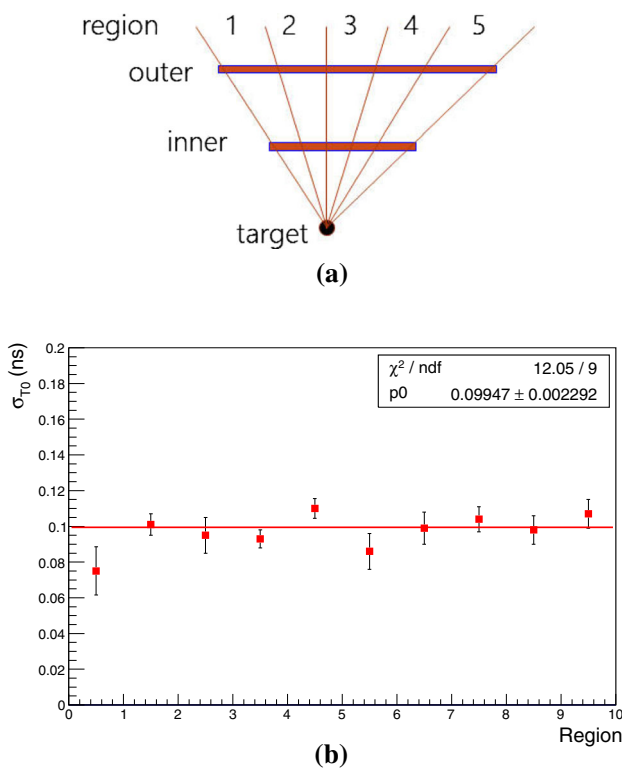 region 1 2 3 4 5
outer
inner
target
(a)
σT0 (ns)
0.2
0.18
0.16
0.14
0.12
0.1
0.08
0.06
0.04
0.02
0
χ2 / ndf 12.05 / 9
p0 0.09947 ± 0.002292
0 1 2 3 4 5 6 7 8 9 10
Region
(b)